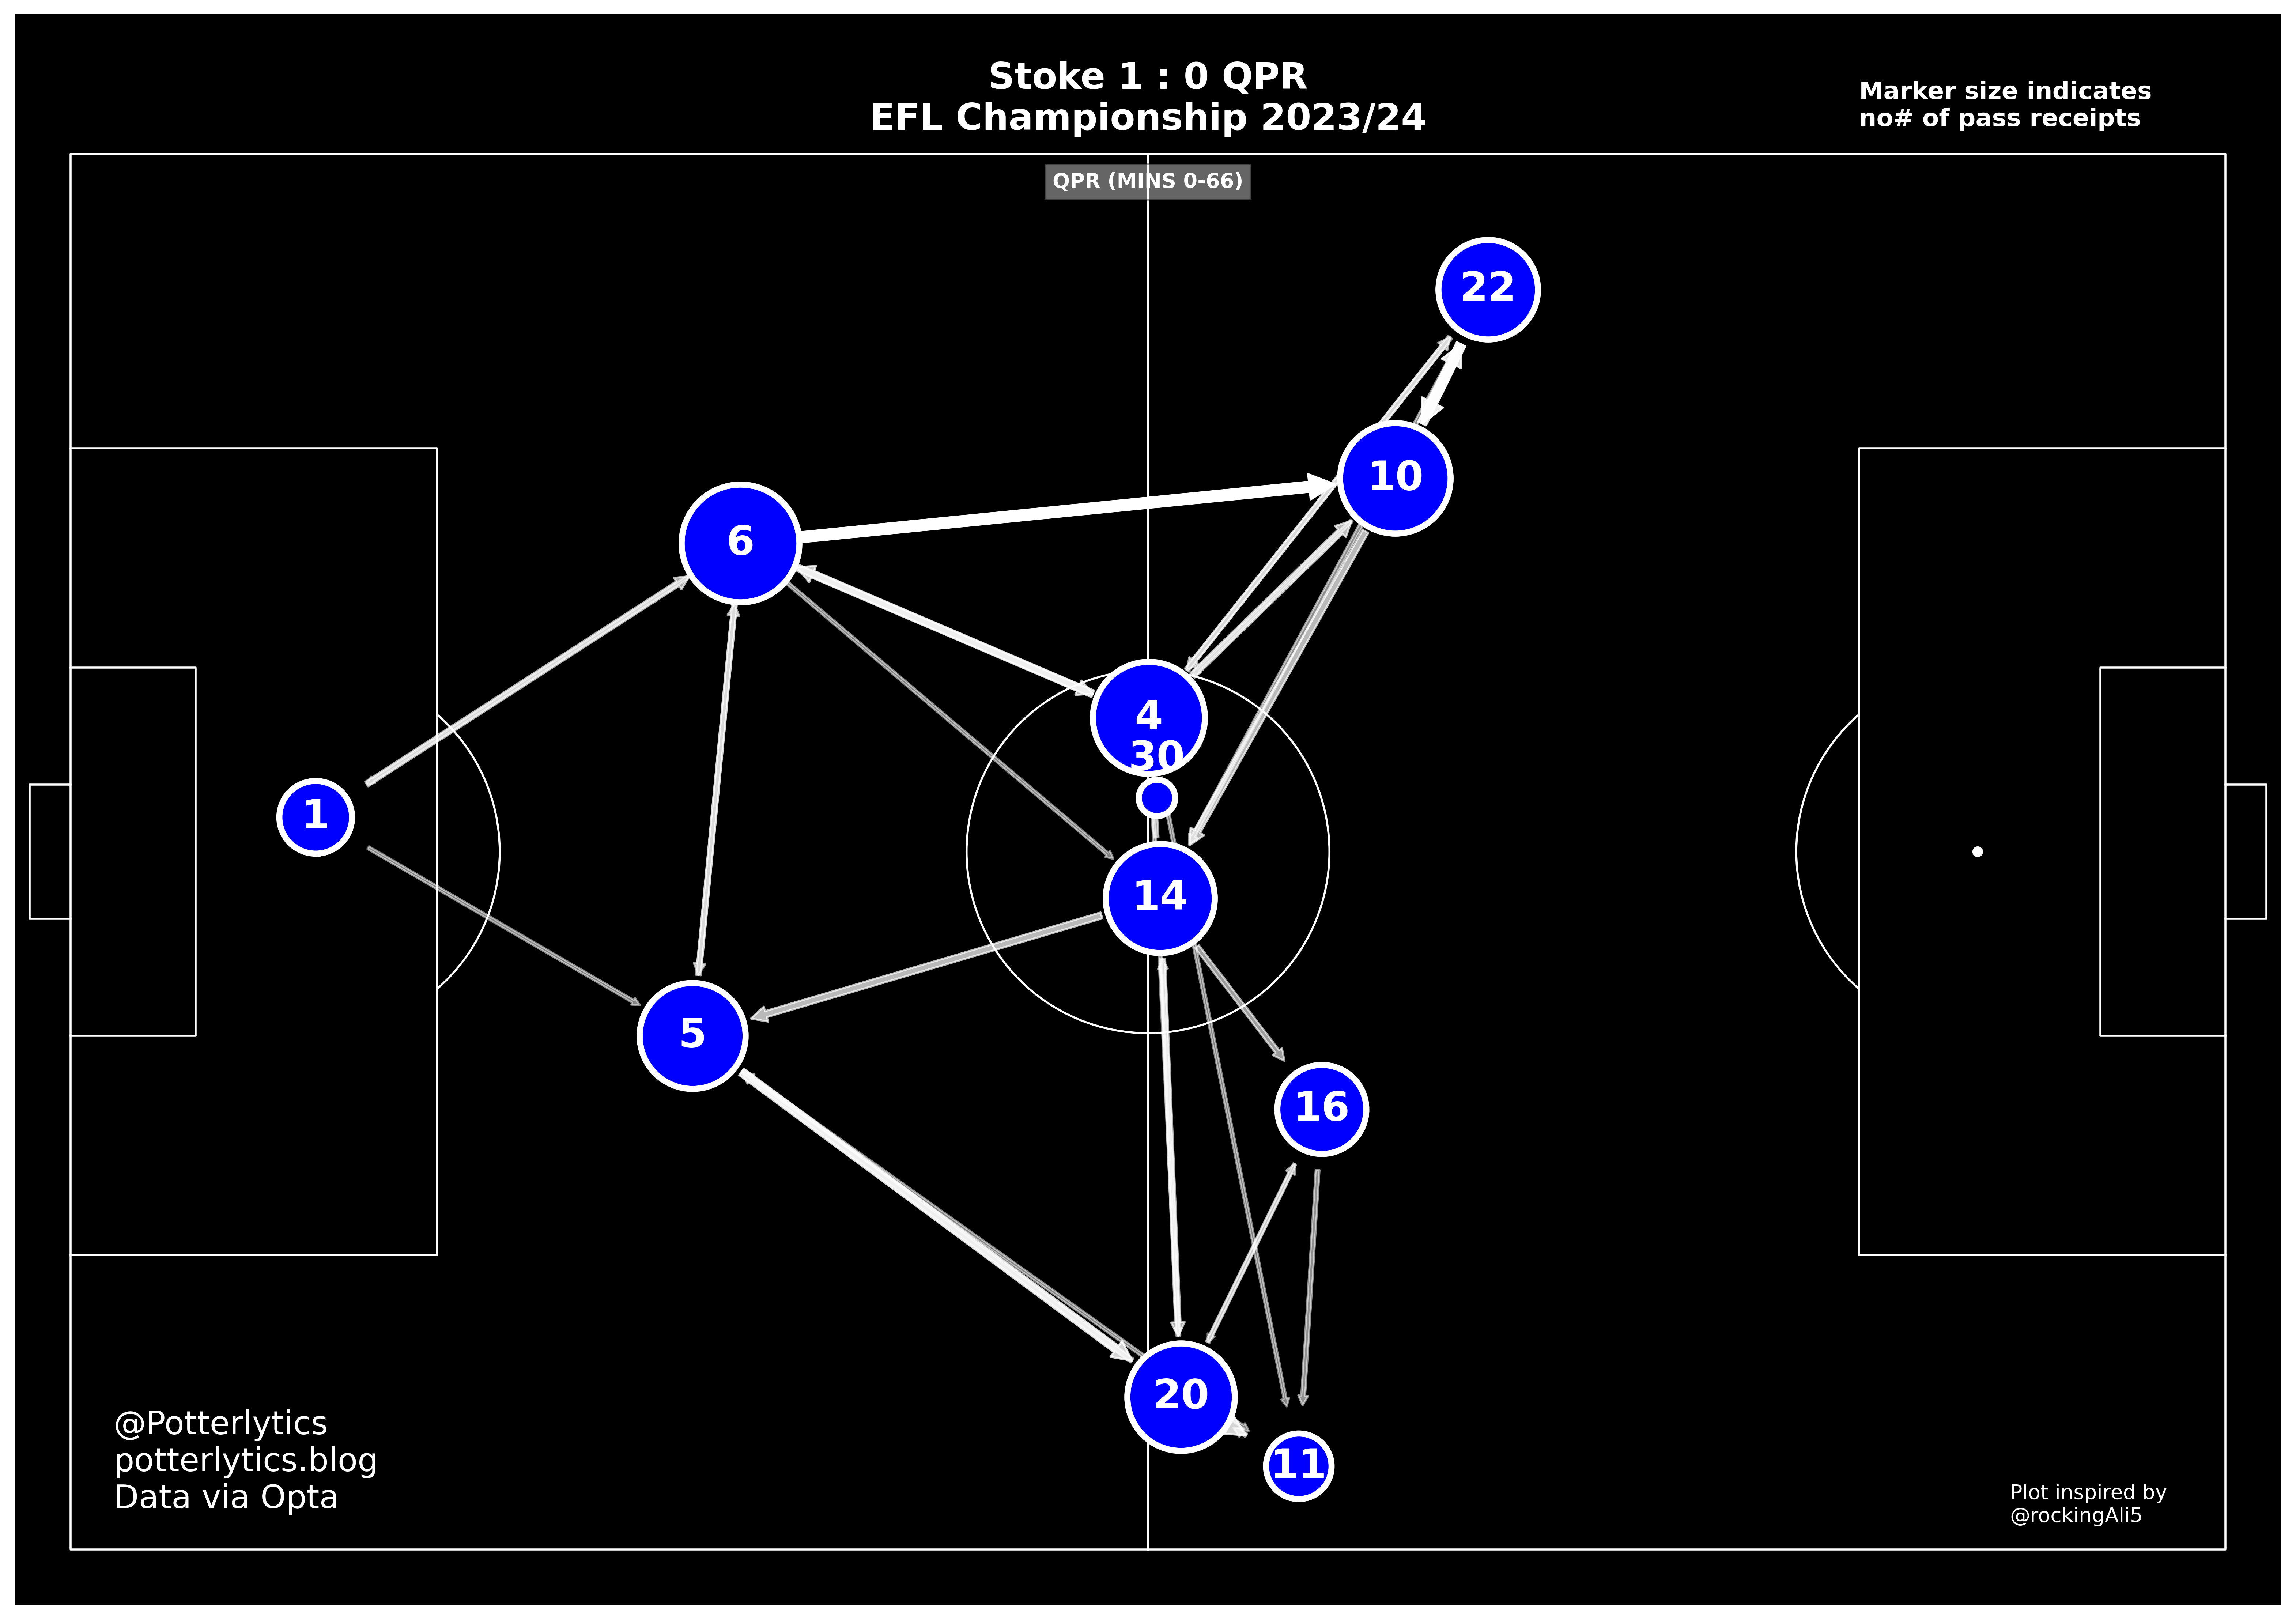 Stoke 1 : 0 QPR
EFL Championship 2023/24
Marker size indicates
no# of pass receipts
QPR (MINS 0-66)
22
10
6
4
30
1
14
5
16
20
11
@Potterlytics
potterlytics.blog
Data via Opta
Plot inspired by
@rockingAli5